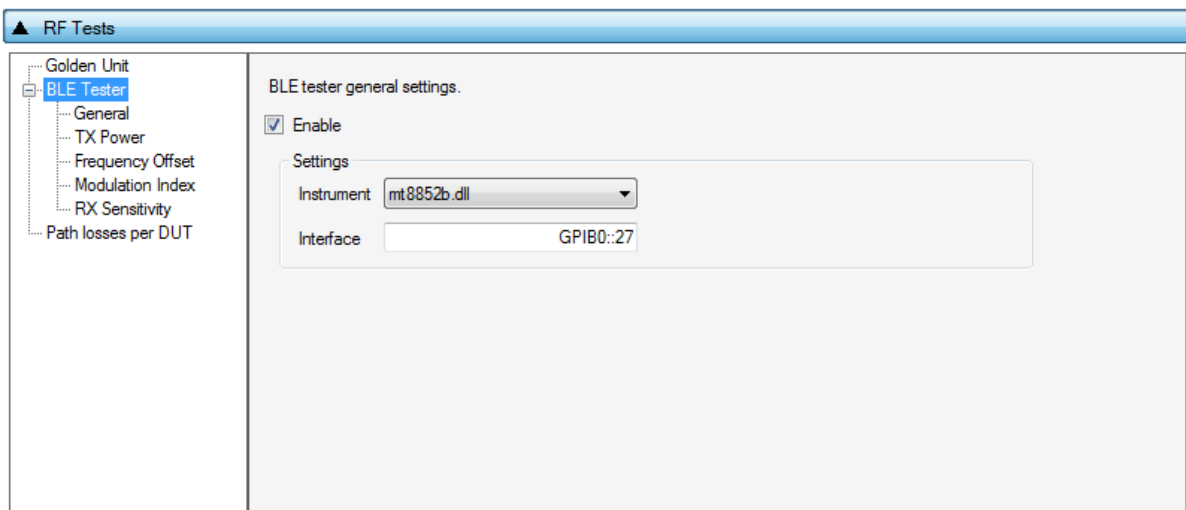 RF Tests
Golden Unit
BLE Tester
General
TX Power
Frequency Offset
Modulation Index
RX Sensitivity
Path losses per DUT
BLE tester general settings.
Enable
Settings
Instrument mt8852b.dll
Interface GPIB0::27